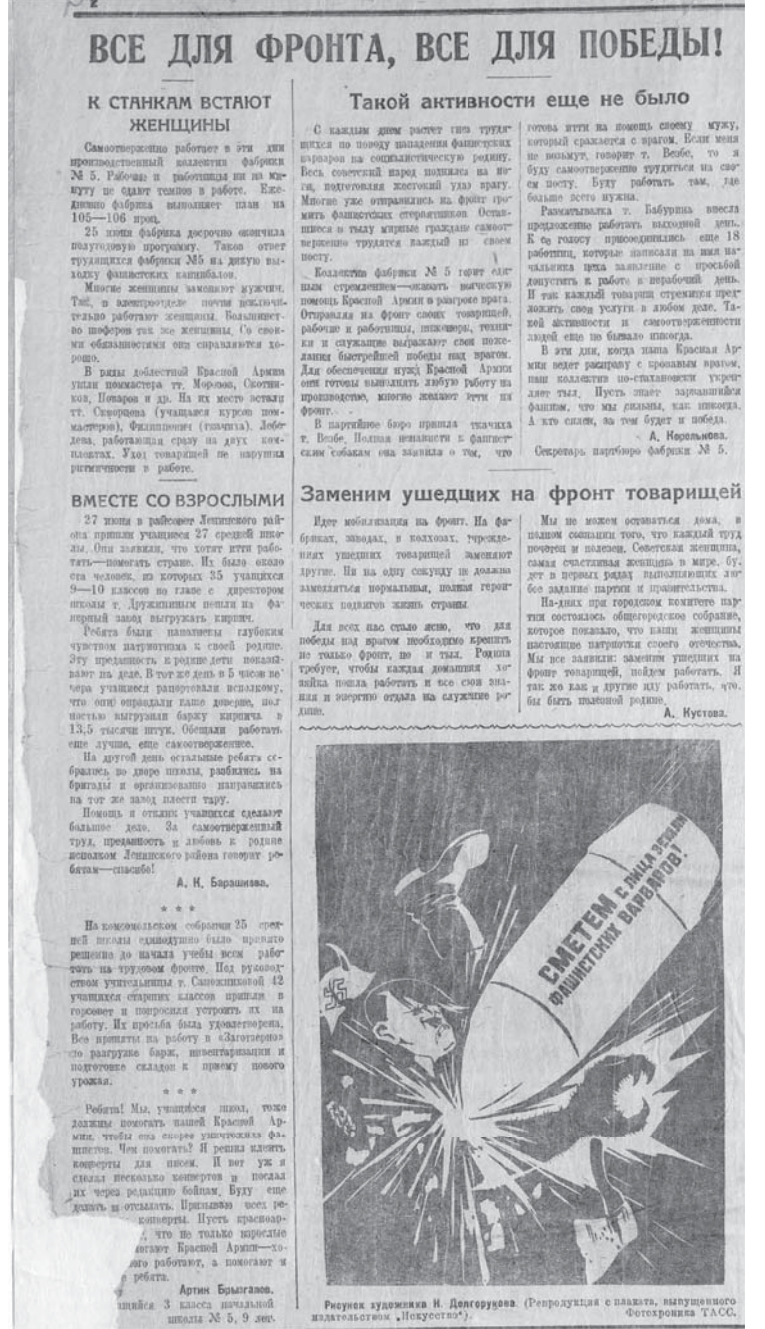 2
ВСЕ ДЛЯ ФРОНТА, ВСЕ ДЛЯ ПОБЕДЫ!
К СТАНКАМ ВСТАЮТ
ЖЕНЩИНЫ
Самоотверженно работает в эти дни
производственный коллектив фабрики
№ 5. Рабочие и работницы ни на ми-
нуту не сдают темпов в работе. Еже-
дневно фабрика выполняет план на
105—106 проц.
25 июня фабрика досрочно окончила
полугодовую программу. Таков ответ
трудящихся фабрики №5 на дикую вы-
лазку фашистских каннибалов.
Многие женщины заменяют мужчин.
Так, в электроотделе почти исключи-
тельно работают женщины. Большинст-
во шоферов так же женщины. Со свои-
ми обязанностями они справляются хо-
рошо.
В ряды доблестной Красной Армии
ушли поммастера тт. Морозов, Скотни-
ков, Поваров и др. На их место встали
тт. Скворцова (учащаяся курсов пом-
мастеров), Филиппович (ткачиха). Лебе-
дева, работающая сразу на двух ком-
плектах. Уход товарищей не нарушил
ритмичности в работе.
ВМЕСТЕ СО ВЗРОСЛЫМИ
27 июня в райсовет Ленинского рай-
она пришли учащиеся 27 средней шко-
лы. Они заявили, что хотят итти рабо-
тать—помогать стране. Их было около
ста человек, из которых 35 учащихся
9—10 классов во главе с директором
школы т. Дружининым пошли на фа-
нерный завод выгружать кирпич.
Ребята были наполнены глубоким
чувством патриотизма к своей родине.
Эту преданность к родине дети показы-
вают на деле. В тот же день в 5 часов ве-
чера учащиеся рапортовали исполкому,
что они оправдали ваше доверие, пол-
ностью выгрузили баржу кирпича в
13,5 тысячи штук. Обещали работать
еще лучше, еще самоотверженнее.
На другой день остальные ребята со-
брались во дворе школы, разбились на
бригады и организованно направились
на тот же завод плести тару.
Помощь и отклик учащихся сделают
большое дело. За самоотверженный
труд, преданность и любовь к родине
исполком Ленинского района говорит ре-
бятам—спасибо!
А. Н. Барашкова.
* * *
На комсомольском собрании 25 сред-
ней школы единодушно было принято
решение до начала учебы всем рабо-
тать на трудовом фронте. Под руковод-
ством учительницы т. Сапожниковой 42
учащихся старших классов пришли в
горсовет и попросили устроить их на
работу. Их просьба была удовлетворена.
Все приняты на работу в «Заготзерно»
по разгрузке барж, инвентаризации и
подготовке складов к приему нового
урожая.
* * *
Ребята! Мы, учащиеся школ, тоже
должны помогать нашей Красной Ар-
мии, чтобы она скорее уничтожила фа-
шистов. Чем помогать? Я решил клеить
конверты для писем. И вот уж я
сделал несколько конвертов и послал
их через редакцию бойцам. Буду еще
делать и отсылать. Призываю всех ре-
конверты. Пусть красноар-
, что не только взрослые
могают Красной Армии—хо-
работают, а помогают и
ребята.
Артин Брызгалов.
щийся 3 класса начальной
школы № 5, 9 лет.
Такой активности еще не было
С каждым днем растет гнев трудя-
щихся по поводу нападения фашистских
варваров на социалистическую родину.
Весь советский народ поднялся на но-
ги, подготовляя жестокий удар врагу.
Многие уже отправились на фронт гро-
мить фашистских стервятников. Остав-
шиеся в тылу мирные граждане самоот-
верженно трудятся каждый на своем
посту.
Коллектив фабрики № 5 горит еди-
ным стремлением—оказать
помощь Красной Армии в разгроме врага.
Отправляя на фронт своих товарищей,
рабочие и работницы, инженеры, техни-
ки и служащие выражают свои поже-
лания быстрейшей победы над врагом.
Для обеспечения нужд Красной Армии
они готовы выполнять любую работу на
производстве, многие желают итти на
фронт.
В партийное бюро пришла ткачиха
т. Везбе. Полная ненависти к фашист-
ским собакам она заявила о том, что
готова итти на помощь своему мужу,
который сражается с врагом. Если меня
не возьмут, говорит т. Везбе, то я
буду самоотверженно трудиться на сво-
ем посту. Буду работать там, где
больше всего нужна.
Разматывалка т. Бабурина внесла
предложение работать выходной день.
К ее голосу присоединились еще 18
работниц, которые написали на имя на-
чальника цеха заявление с просьбой
допустить к работе в нерабочий день.
И так каждый товарищ стремится пред-
ложить свои услуги в любом деле. Та-
кой активности и самоотверженности
людей еще не бывало никогда.
В эти дни, когда наша Красная Ар-
мия ведет расправу с кровавым врагом,
наш коллектив по-стахановски укреп-
ляет тыл. Пусть знает зарвавшийся
фашизм, что мы сильны, как никогда.
А кто силен, за тем будет и победа.
А. Королькова.
Секретарь партбюро фабрики № 5.
Заменим ушедших на фронт товарищей
Идет мобилизация на фронт. На фа-
бриках, заводах, в колхозах, учрежде-
ниях ушедших товарищей заменяют
другие. Ни на одну секунду не должна
замедляться нормальная, полная герои-
ческих подвигов жизнь страны.
Для всех нас стало ясно, что для
победы над врагом необходимо крепить
не только фронт, но и тыл. Родина
требует, чтобы каждая домашняя хо-
зяйка пошла работать и все свои зна-
ния и энергию отдала на служение ро-
дине.
Мы не можем оставаться дома, в
полном сознании того, что каждый труд
почетен и полезен. Советская женщина,
самая счастливая женщина в мире, бу-
дет в первых рядах выполняющих лю-
бое задание партии и правительства.
На-днях при городском комитете пар-
тии состоялось общегородское собрание,
которое показало, что наши женщины
настоящие патриотки своего отечества.
Мы все заявили: заменим ушедших на
фронт товарищей, пойдем работать. Я
так же как и другие иду работать, что-
бы быть полезной родине.
А. Кустова.
СМЕТЕМ С ЛИЦА ЗЕМЛИ
ФАШИСТСКИХ ВАРВАРОВ!
Рисунок художника Н. Долгорукова. (Репродукция с плаката, выпущенного
издательством „Искусство“). Фотохроника ТАСС.